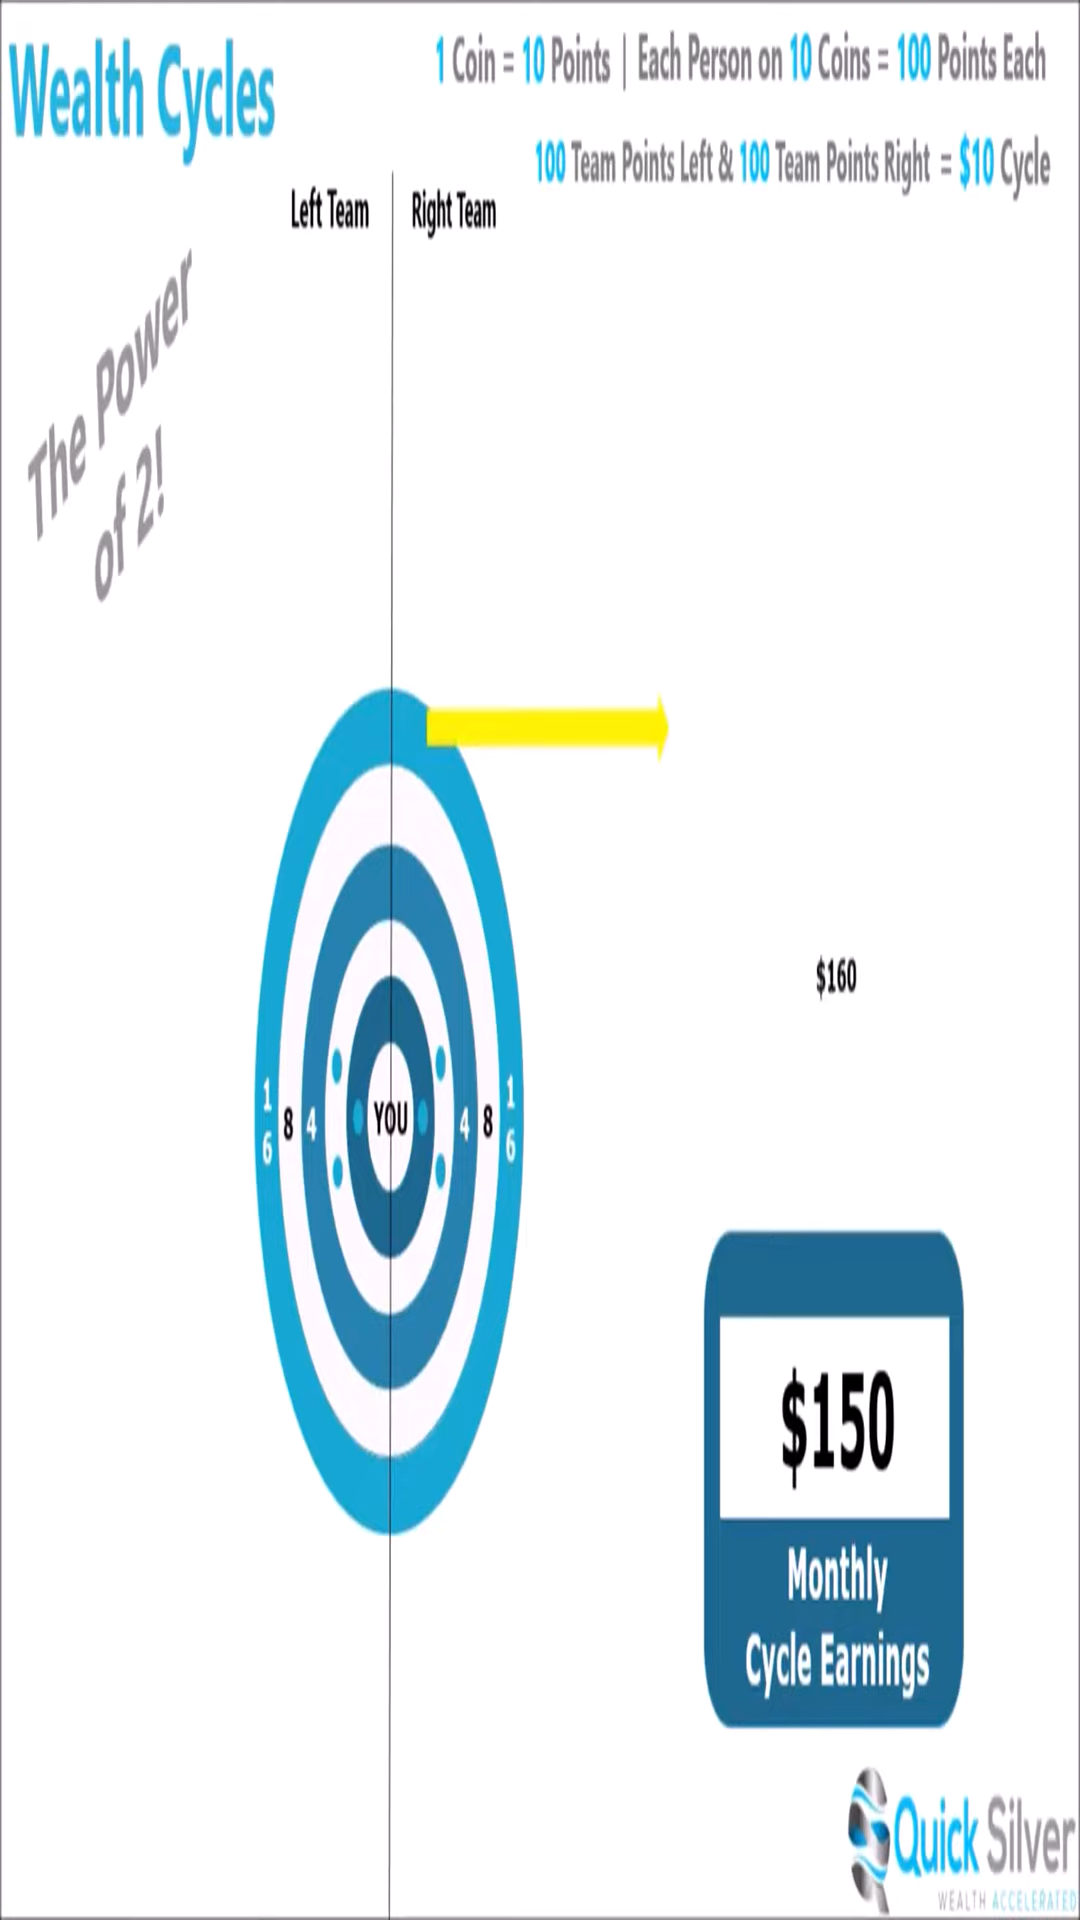 Wealth Cycles
1 Coin = 10 Points | Each Person on 10 Coins = 100 Points Each
100 Team Points Left & 100 Team Points Right = $10 Cycle
Left Team
Right Team
The Power
of 2!
$160
16 8 4 YOU 4 8 16
$150
Monthly
Cycle Earnings
Quick Silver
WEALTH ACCELERATED